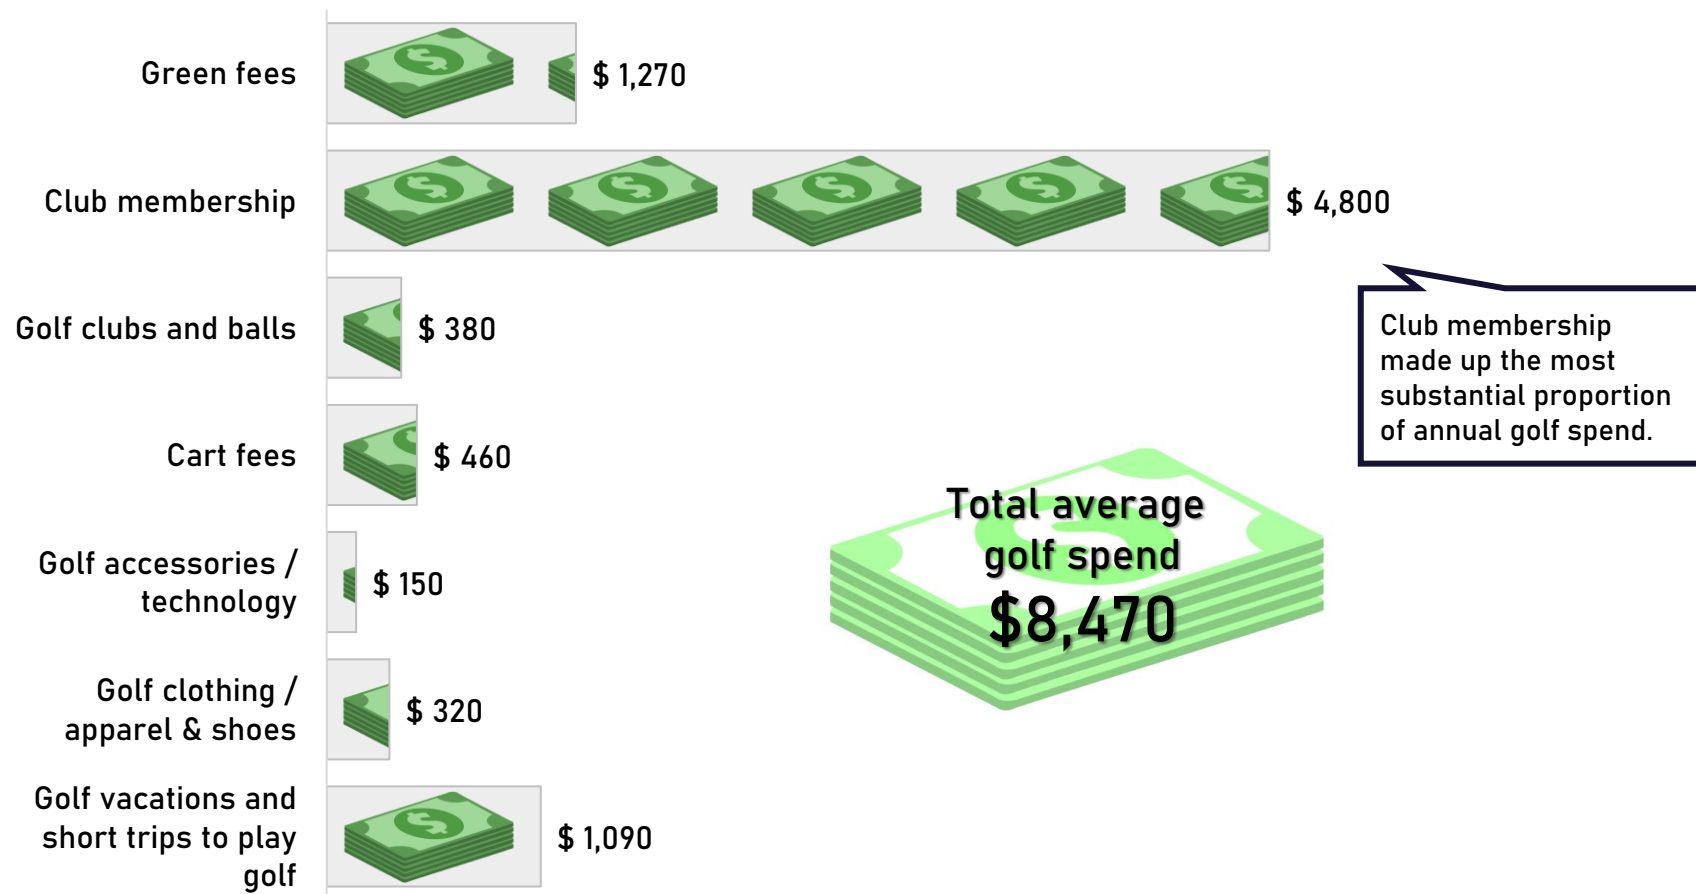 Green fees
$ 1,270
Club membership
$ 4,800
Golf clubs and balls
$ 380
Cart fees
$ 460
Golf accessories /
technology
$ 150
Golf clothing /
apparel & shoes
$ 320
Golf vacations and
short trips to play
golf
$ 1,090
Club membership
made up the most
substantial proportion
of annual golf spend.
Total average
golf spend
$8,470